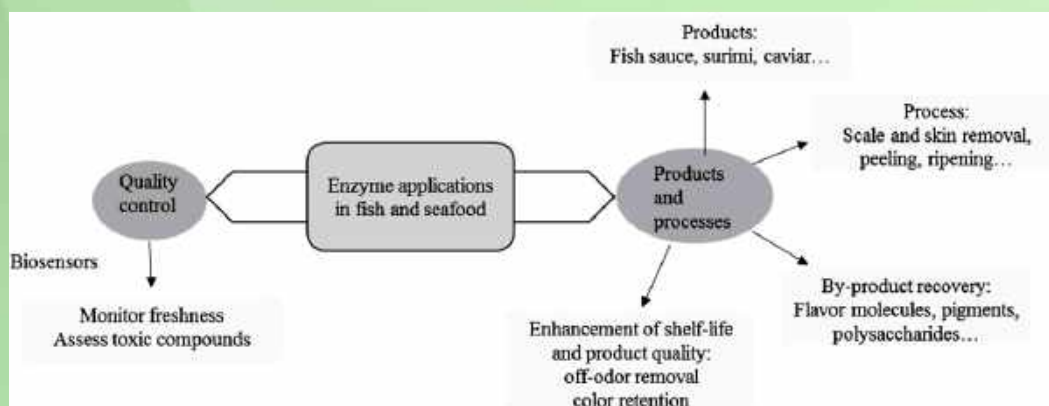 Products:
Fish sauce, surimi, caviar...
Process:
Scale and skin removal,
peeling, ripening...
Quality
control
Enzyme applications
in fish and seafood
Products
and
processes
Biosensors
Monitor freshness
Assess toxic compounds
By-product recovery:
Flavor molecules, pigments,
polysaccharides...
Enhancement of shelf-life
and product quality:
off-odor removal
color retention